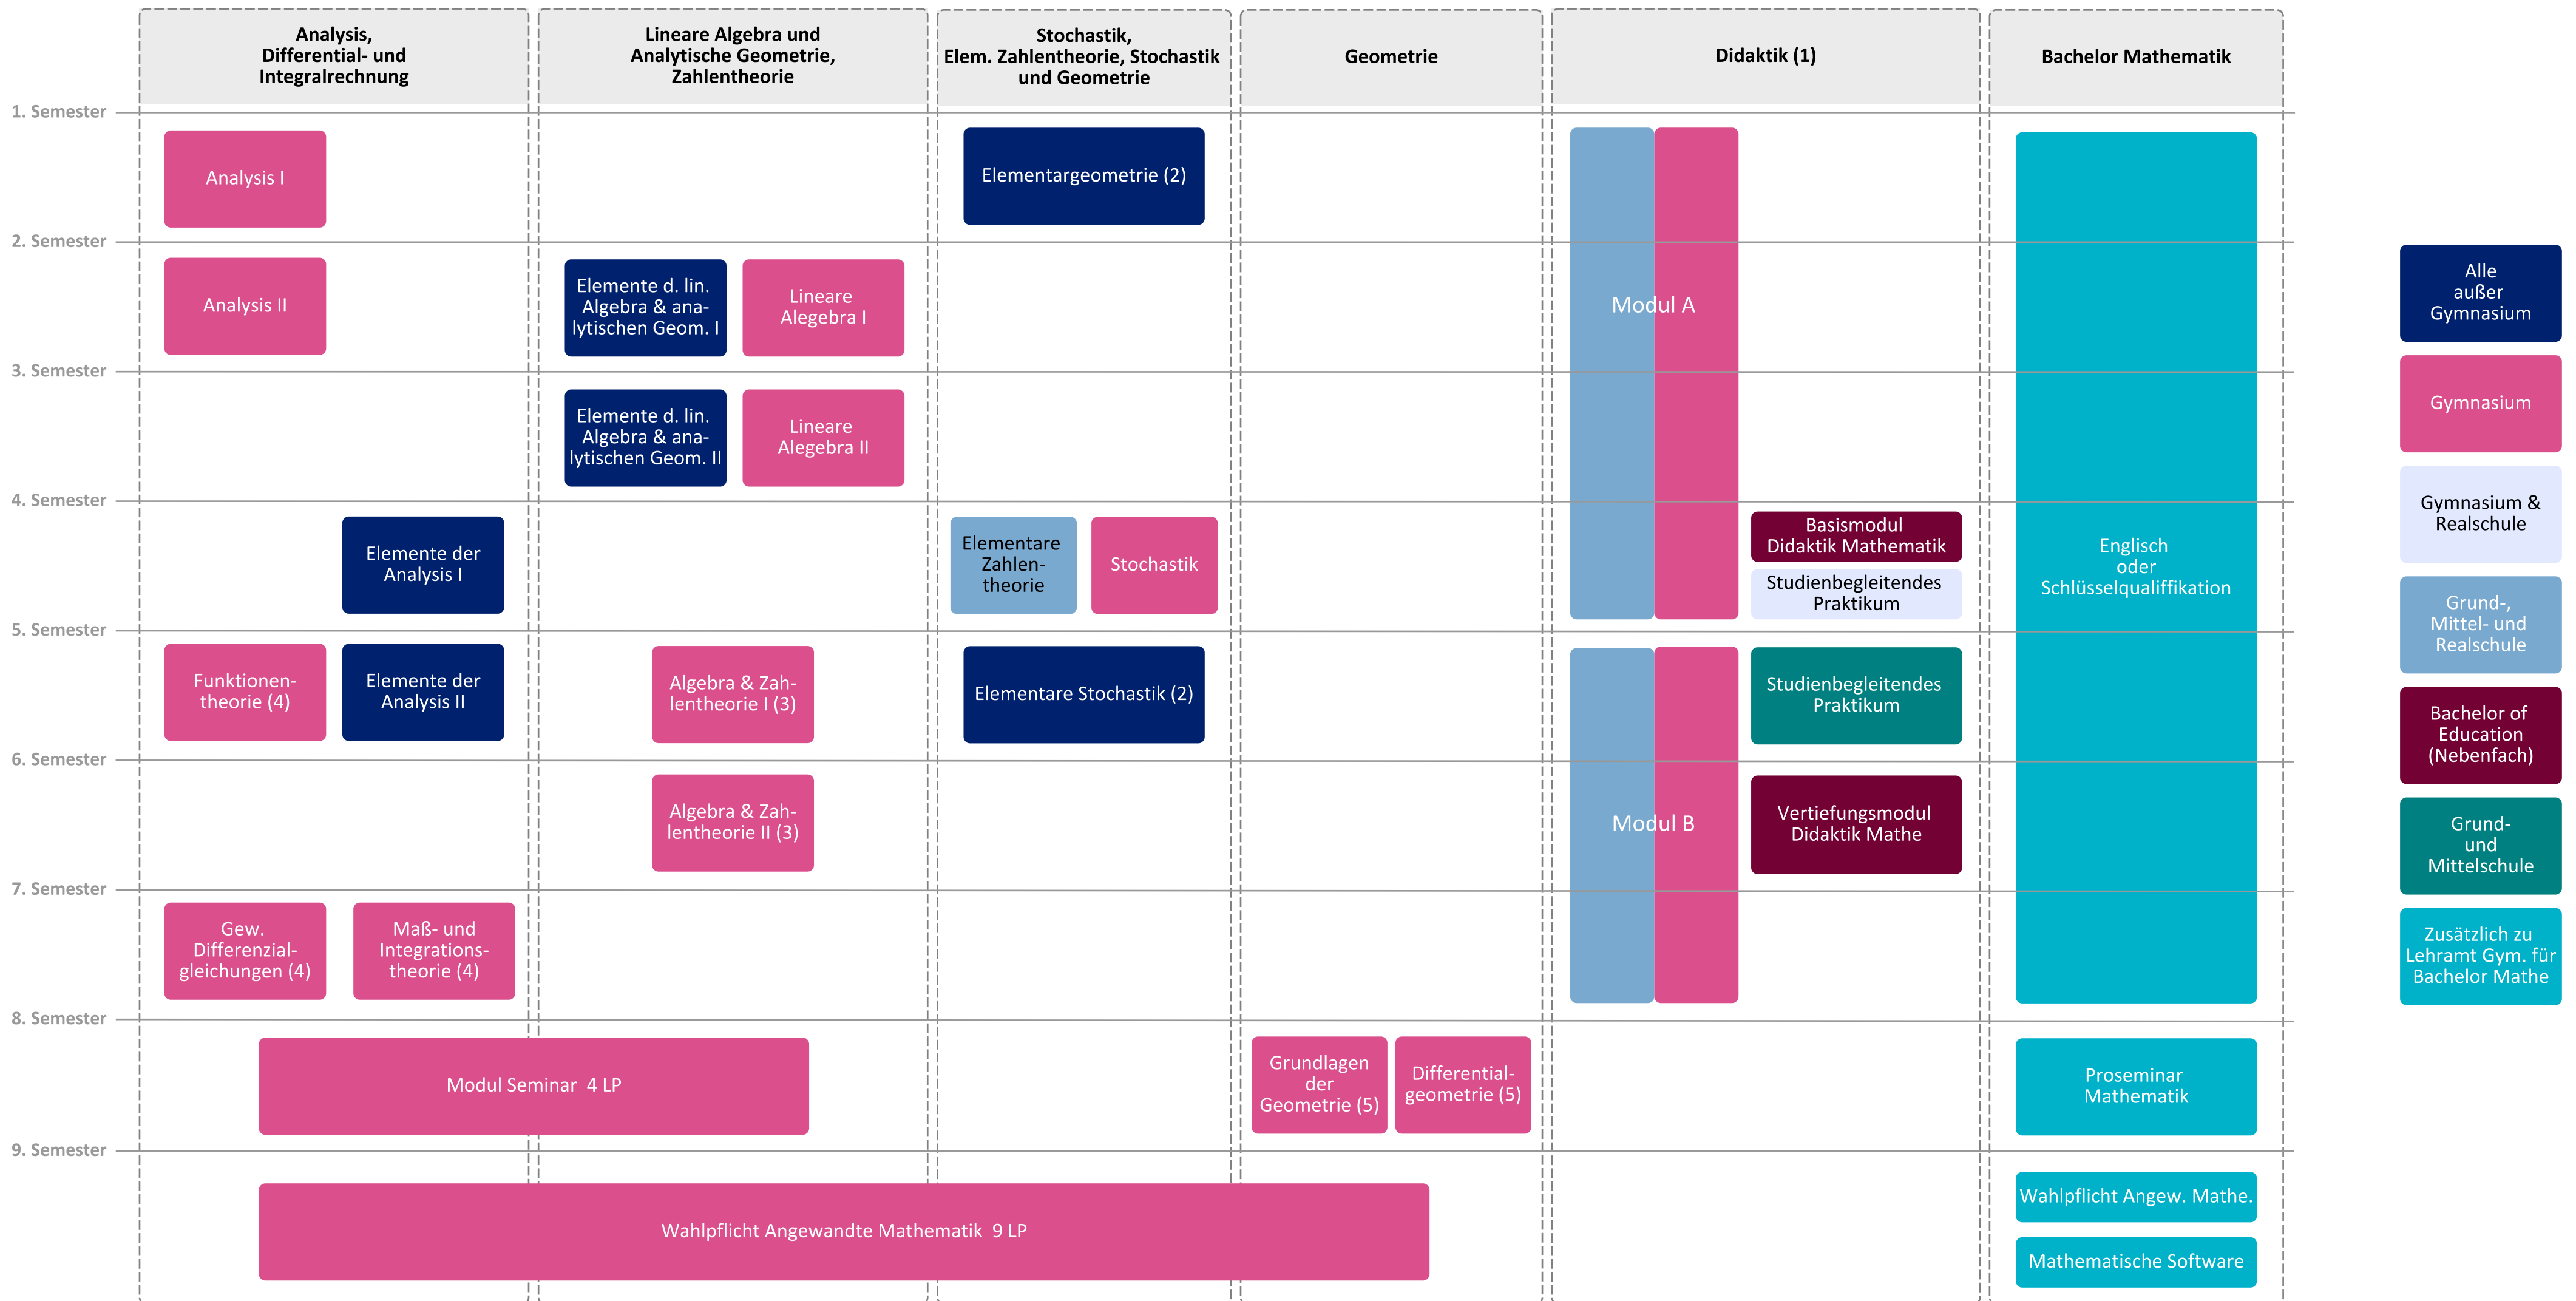 Analysis,
Differential- und
Integralrechnung
Lineare Algebra und
Analytische Geometrie,
Zahlentheorie
Stochastik,
Elem. Zahlentheorie, Stochastik
und Geometrie
Geometrie
Didaktik (1)
Bachelor Mathematik
1. Semester
Analysis I
Elementargeometrie (2)
2. Semester
Analysis II
Elemente d. lin.
Algebra & ana-
lytischen Geom. I
Lineare
Alegebra I
Modul A
3. Semester
Elemente d. lin.
Algebra & ana-
lytischen Geom. II
Lineare
Alegebra II
4. Semester
Elemente der
Analysis I
Elementare
Zahlen-
theorie
Stochastik
Basismodul
Didaktik Mathematik
Studienbegleitendes
Praktikum
Englisch
oder
Schlüsselqualiffikation
5. Semester
Funktionen-
theorie (4)
Elemente der
Analysis II
Algebra & Zah-
lentheorie I (3)
Elementare Stochastik (2)
Studienbegleitendes
Praktikum
6. Semester
Algebra & Zah-
lentheorie II (3)
Modul B
Vertiefungsmodul
Didaktik Mathe
7. Semester
Gew.
Differenzial-
gleichungen (4)
Maß- und
Integrations-
theorie (4)
8. Semester
Modul Seminar 4 LP
Grundlagen
der
Geometrie (5)
Differential-
geometrie (5)
Proseminar
Mathematik
9. Semester
Wahlpflicht Angewandte Mathematik 9 LP
Wahlpflicht Angew. Mathe.
Mathematische Software
Alle
außer
Gymnasium
Gymnasium
Gymnasium &
Realschule
Grund-,
Mittel- und
Realschule
Bachelor of
Education
(Nebenfach)
Grund-
und
Mittelschule
Zusätzlich zu
Lehramt Gym. für
Bachelor Mathe